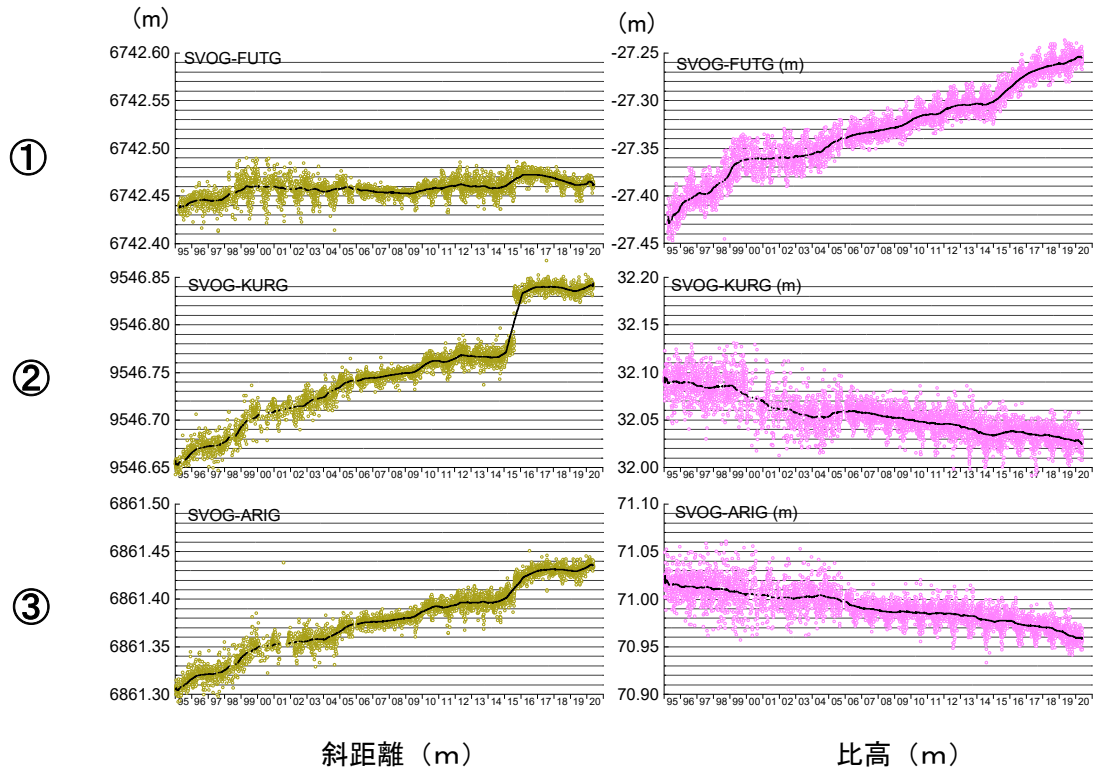 (m)
(m)
①
6742.60
6742.55
6742.50
6742.45
6742.40
SVOG-FUTG
95 96 97 98 99 00 01 02 03 04 05 06 07 08 09 10 11 12 13 14 15 16 17 18 19 20
-27.25
-27.30
-27.35
-27.40
-27.45
SVOG-FUTG (m)
95 96 97 98 99 00 01 02 03 04 05 06 07 08 09 10 11 12 13 14 15 16 17 18 19 20
②
9546.85
9546.80
9546.75
9546.70
9546.65
SVOG-KURG
95 96 97 98 99 00 01 02 03 04 05 06 07 08 09 10 11 12 13 14 15 16 17 18 19 20
32.20
32.15
32.10
32.05
32.00
SVOG-KURG (m)
95 96 97 98 99 00 01 02 03 04 05 06 07 08 09 10 11 12 13 14 15 16 17 18 19 20
③
6861.50
6861.45
6861.40
6861.35
6861.30
SVOG-ARIG
95 96 97 98 99 00 01 02 03 04 05 06 07 08 09 10 11 12 13 14 15 16 17 18 19 20
71.10
71.05
71.00
70.95
70.90
SVOG-ARIG (m)
95 96 97 98 99 00 01 02 03 04 05 06 07 08 09 10 11 12 13 14 15 16 17 18 19 20
斜距離（ｍ）
比高（ｍ）